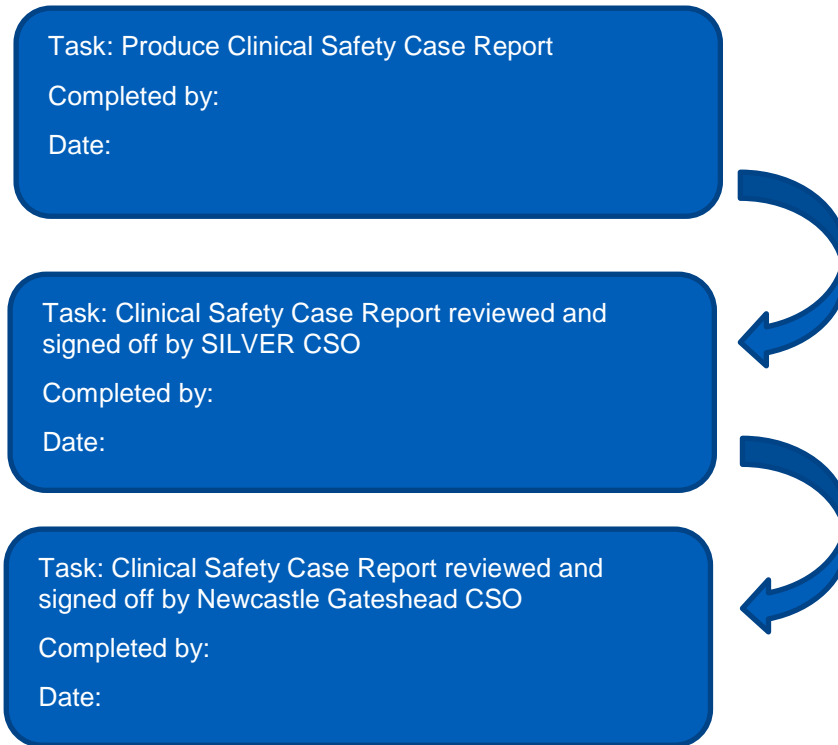 Task: Produce Clinical Safety Case Report
Completed by:
Date:
Task: Clinical Safety Case Report reviewed and
signed off by SILVER CSO
Completed by:
Date:
Task: Clinical Safety Case Report reviewed and
signed off by Newcastle Gateshead CSO
Completed by:
Date: